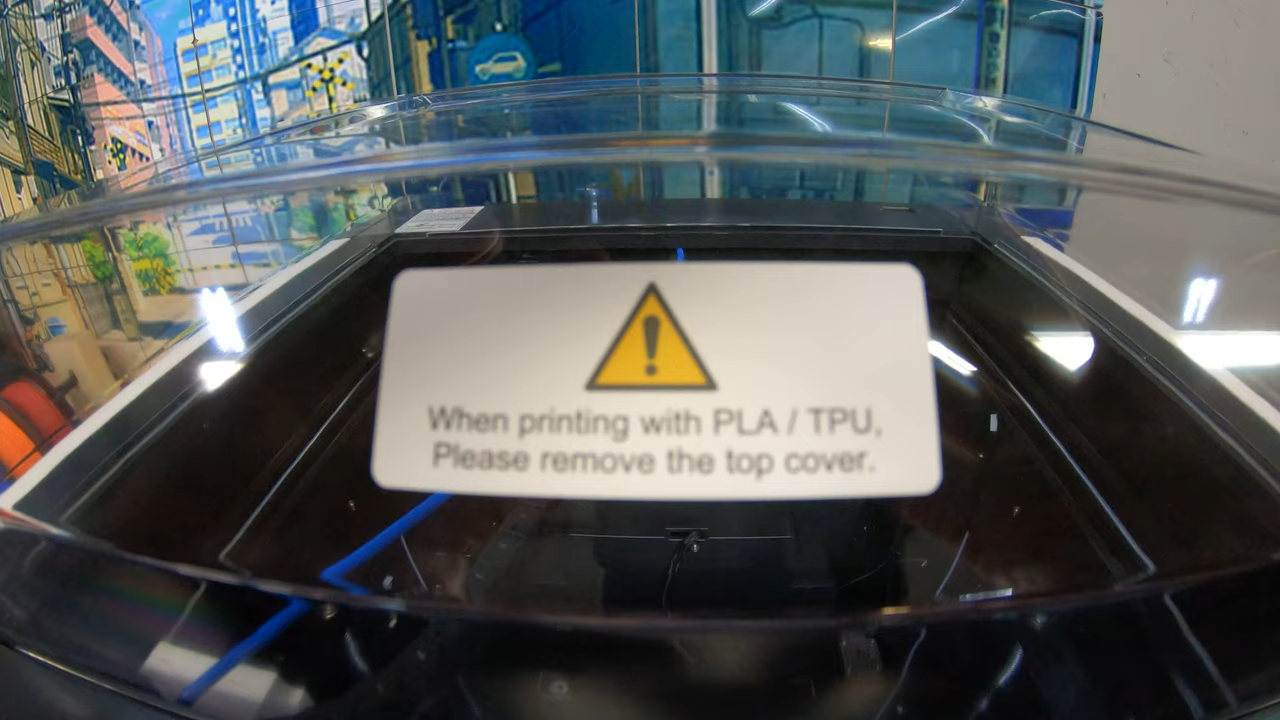 When printing with PLA / TPU,
Please remove the top cover.